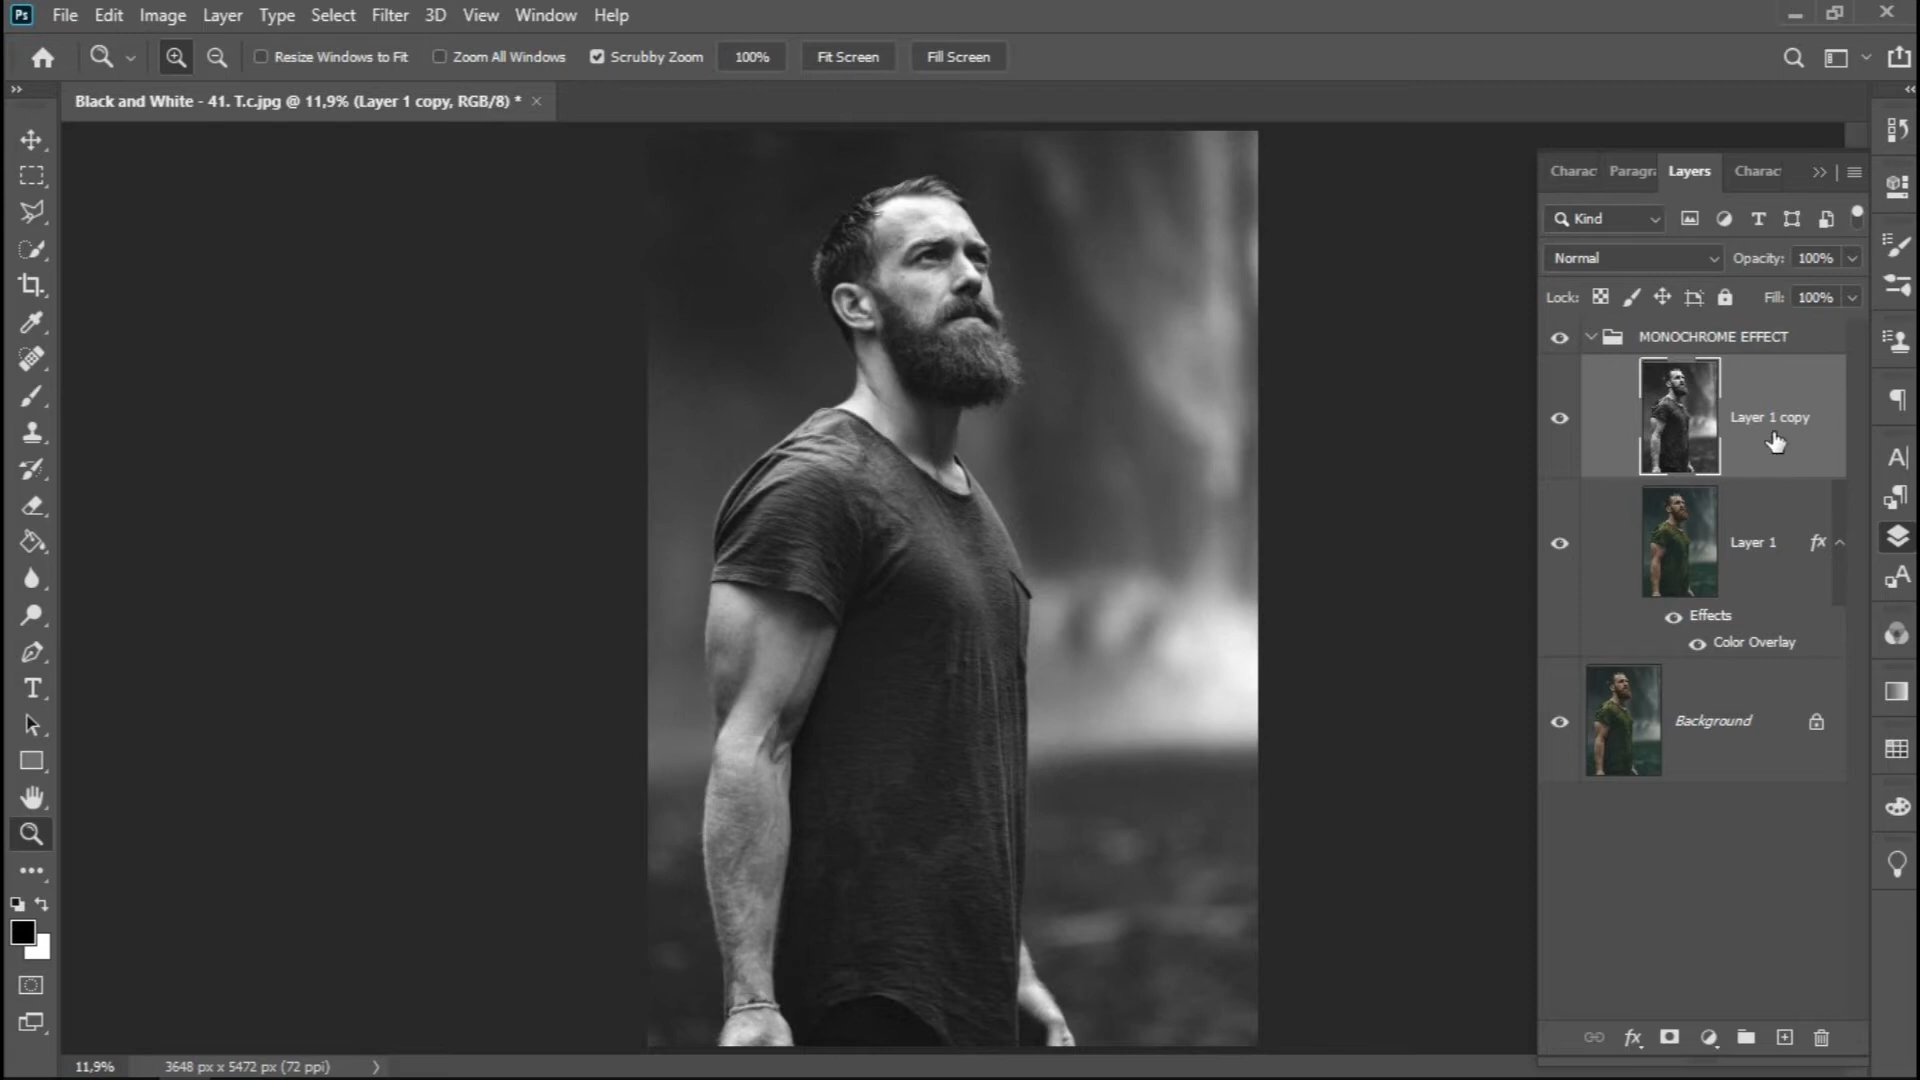 Ps File Edit Image Layer Type Select Filter 3D View Window Help
Resize Windows to Fit Zoom All Windows Scrubby Zoom 100% Fit Screen Fill Screen
Black and White - 41. T.c.jpg @ 11,9% (Layer 1 copy, RGB/8) *
Charac Paragra Layers Charac
Kind
Normal Opacity: 100%
Lock: Fill: 100%
MONOCHROME EFFECT
Layer 1 copy
Layer 1 fx
Effects
Color Overlay
Background
fx
11,9% 3648 px x 5472 px (72 ppi)